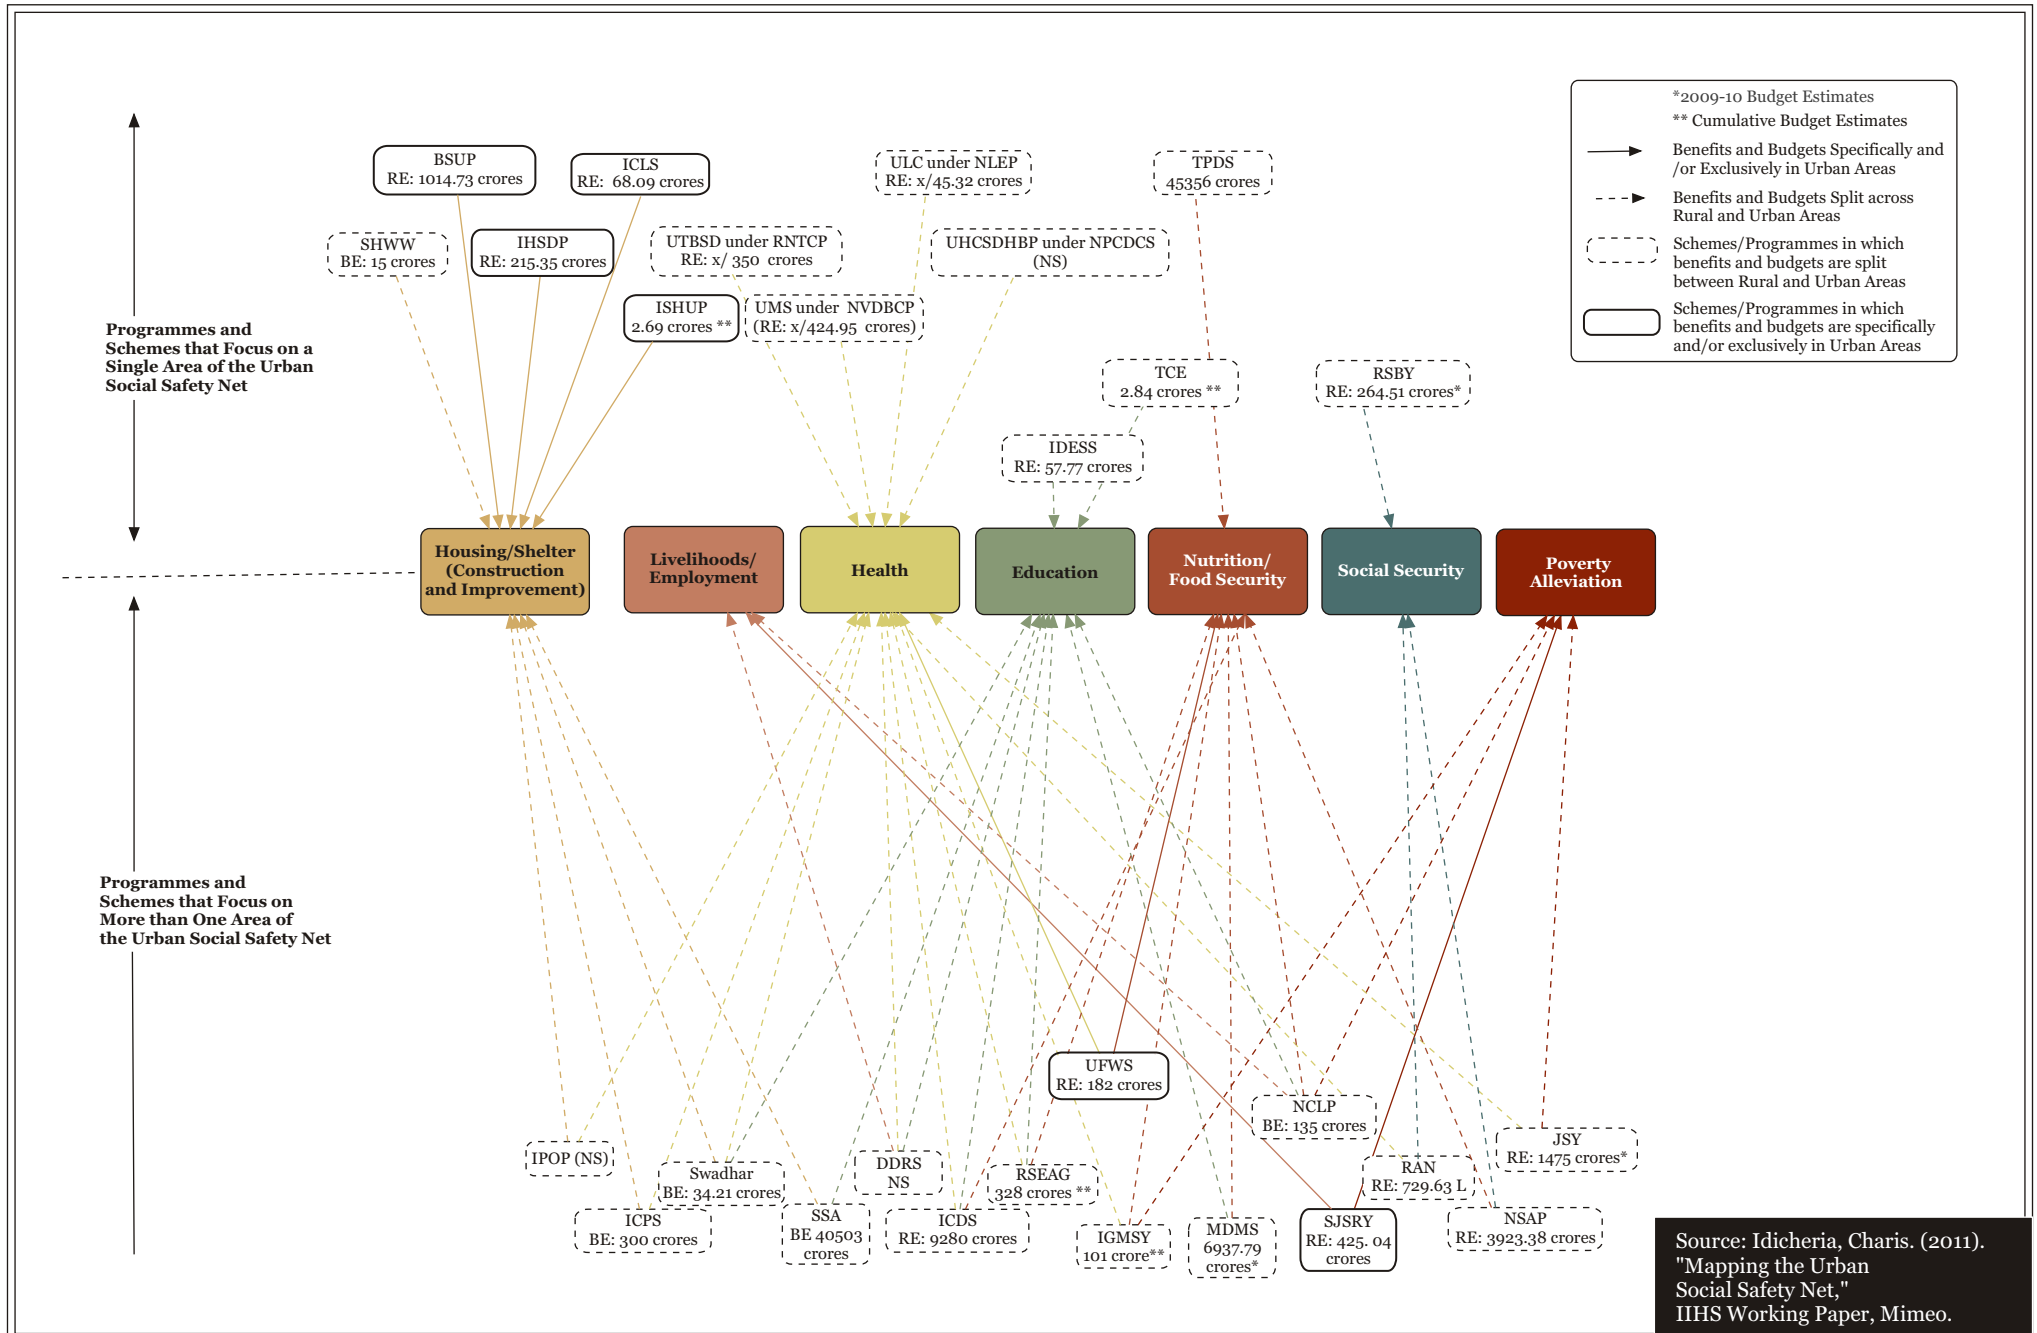 *2009-10 Budget Estimates
** Cumulative Budget Estimates
Benefits and Budgets Specifically and
/or Exclusively in Urban Areas
Benefits and Budgets Split across
Rural and Urban Areas
Schemes/Programmes in which
benefits and budgets are split
between Rural and Urban Areas
Schemes/Programmes in which
benefits and budgets are specifically
and/or exclusively in Urban Areas
BSUP
RE: 1014.73 crores
ICLS
RE: 68.09 crores
ULC under NLEP
RE: x/45.32 crores
TPDS
45356 crores
SHWW
BE: 15 crores
IHSDP
RE: 215.35 crores
UTBSD under RNTCP
RE: x/ 350 crores
UHCSDHBP under NPCDCS
(NS)
ISHUP
2.69 crores **
UMS under NVDBCP
(RE: x/424.95 crores)
Programmes and
Schemes that Focus on a
Single Area of the Urban
Social Safety Net
TCE
2.84 crores **
RSBY
RE: 264.51 crores*
IDESS
RE: 57.77 crores
Housing/Shelter
(Construction
and Improvement)
Livelihoods/
Employment
Health
Education
Nutrition/
Food Security
Social Security
Poverty
Alleviation
Programmes and
Schemes that Focus on
More than One Area of
the Urban Social Safety Net
UFWS
RE: 182 crores
NCLP
BE: 135 crores
IPOP (NS)
Swadhar
BE: 34.21 crores
DDRS
NS
RSEAG
328 crores **
RAN
RE: 729.63 L
JSY
RE: 1475 crores*
ICPS
BE: 300 crores
SSA
BE 40503
crores
ICDS
RE: 9280 crores
IGMSY
101 crore**
MDMS
6937.79
crores*
SJSRY
RE: 425. 04
crores
NSAP
RE: 3923.38 crores
Source: Idicheria, Charis. (2011).
"Mapping the Urban
Social Safety Net,"
IIHS Working Paper, Mimeo.